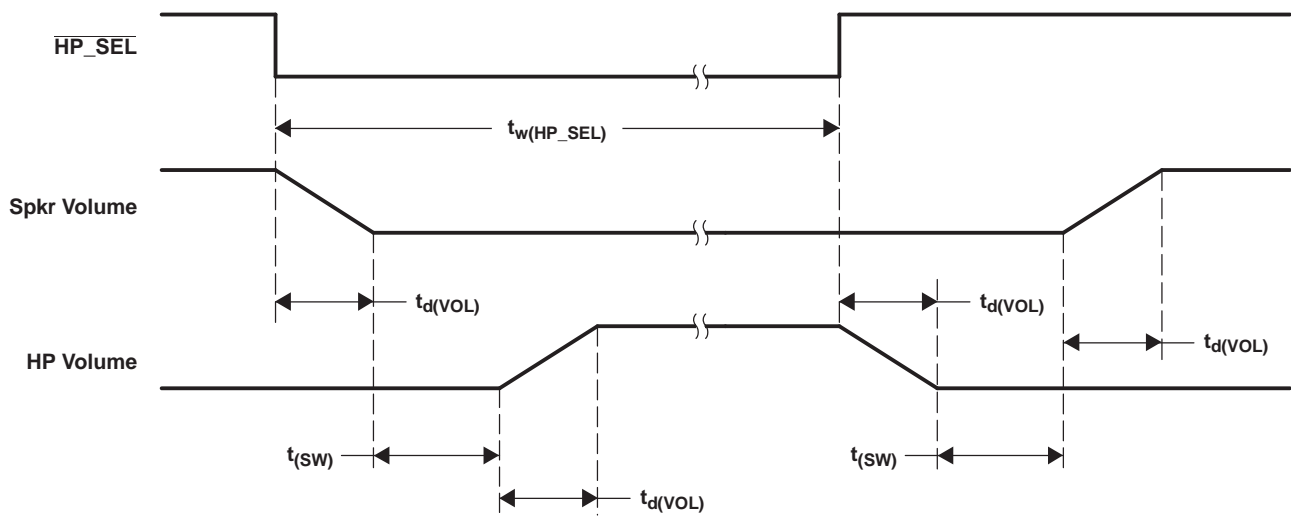 HP_SEL
tw(HP_SEL)
Spkr Volume
td(VOL)
td(VOL)
td(VOL)
HP Volume
t(SW)
t(SW)
td(VOL)